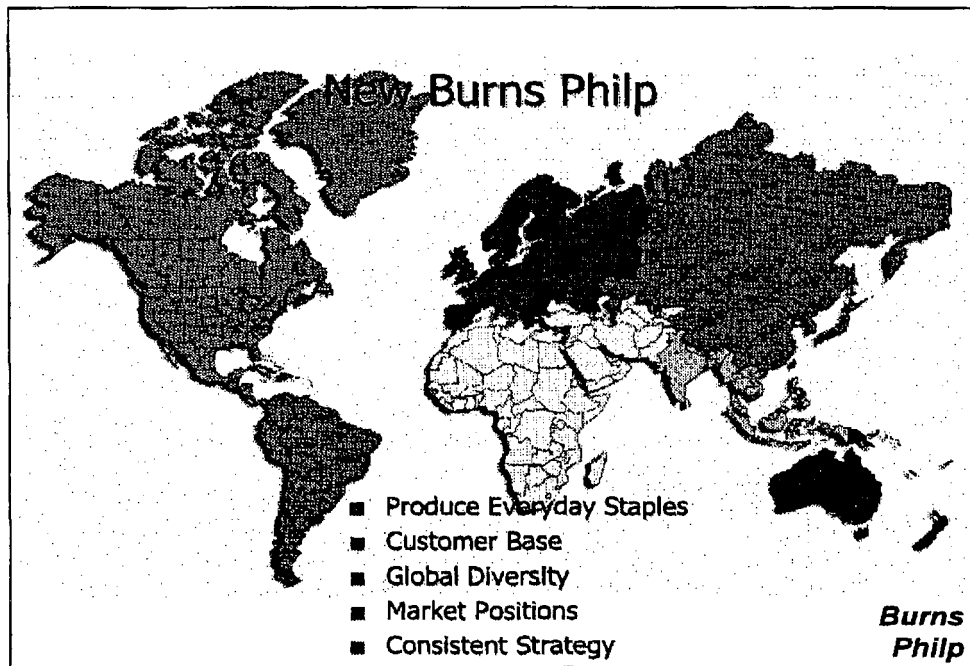 New Burns Philp
■ Produce Everyday Staples
■ Customer Base
■ Global Diversity
■ Market Positions
■ Consistent Strategy
Burns
Philp